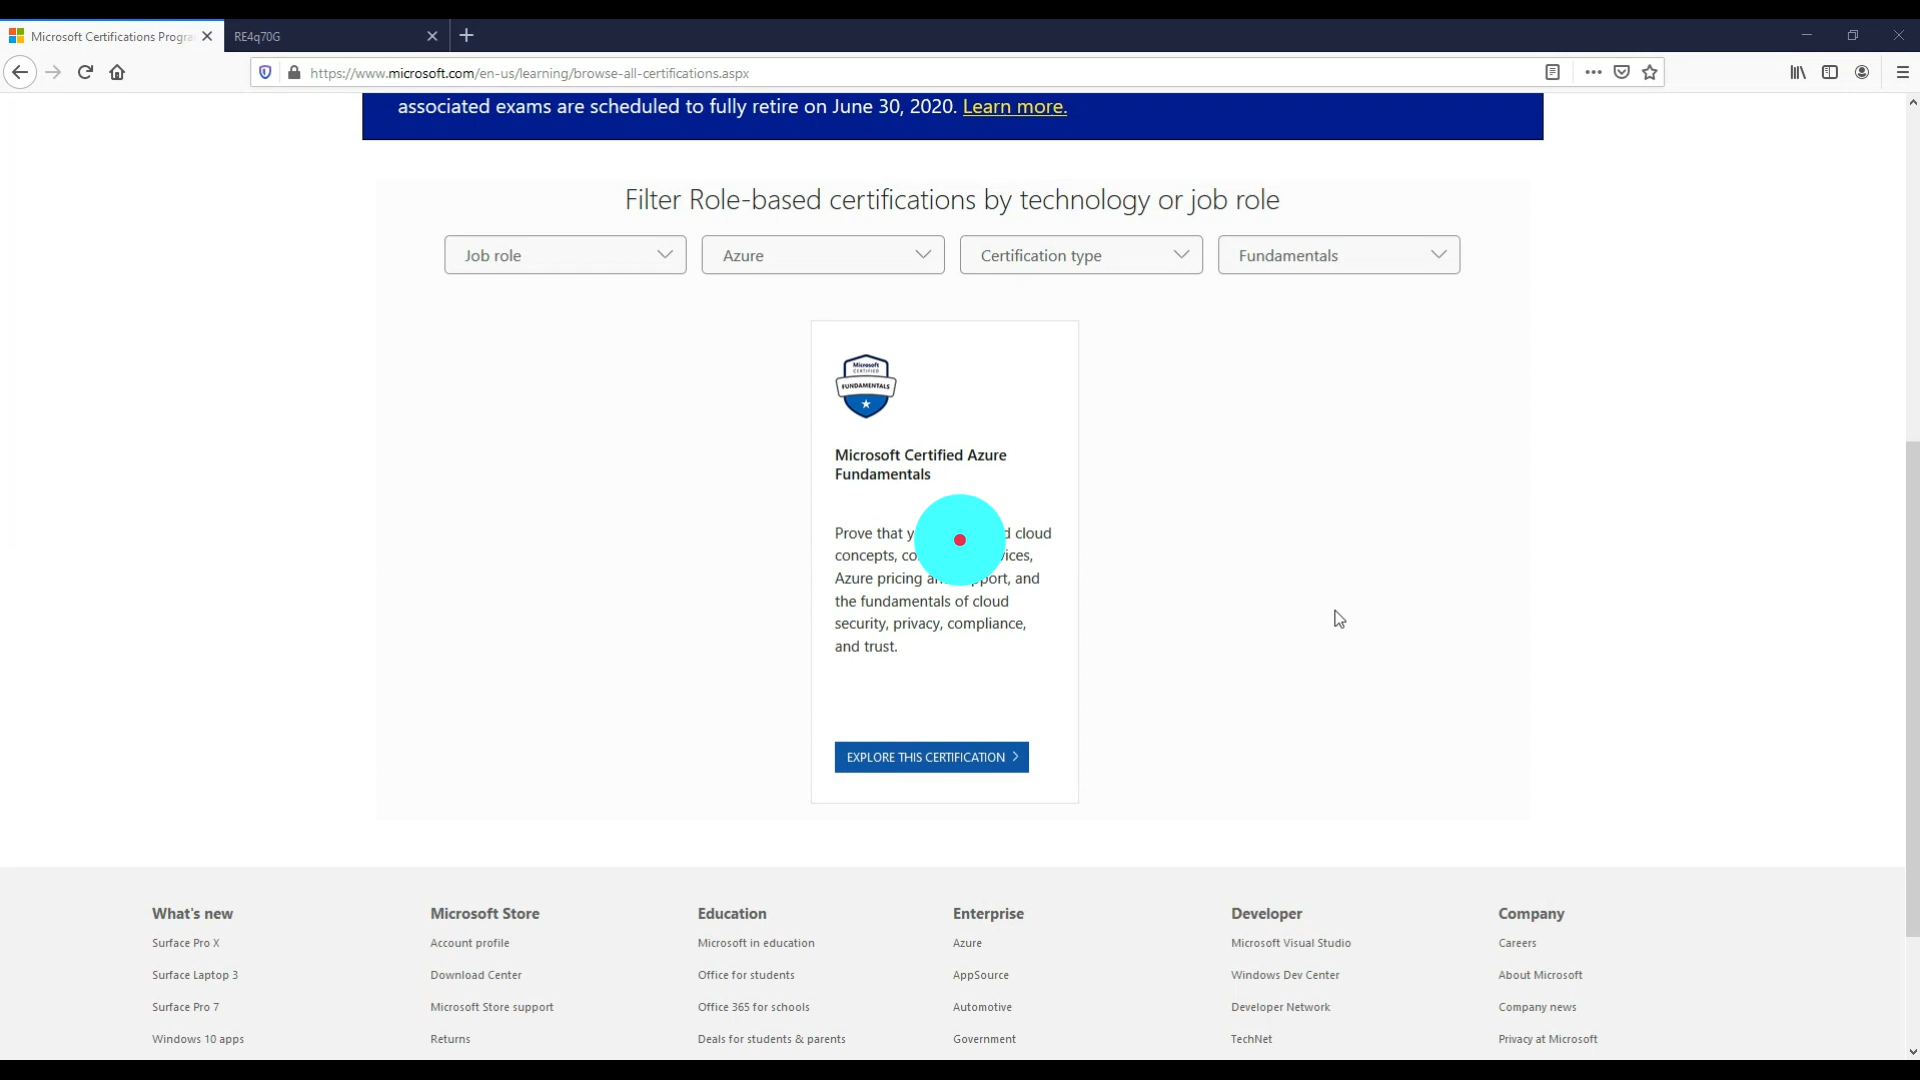 Microsoft Certifications Progra
RE4q70G
https://www.microsoft.com/en-us/learning/browse-all-certifications.aspx
associated exams are scheduled to fully retire on June 30, 2020. Learn more.
Filter Role-based certifications by technology or job role
Job role
Azure
Certification type
Fundamentals
Microsoft
CERTIFIED
FUNDAMENTALS
Microsoft Certified Azure
Fundamentals
Prove that cloud
concepts,
Azure pricing and
the fundamentals of cloud
security, privacy, compliance,
and trust.
EXPLORE THIS CERTIFICATION
What's new
Microsoft Store
Education
Enterprise
Developer
Company
Surface Pro X
Account profile
Microsoft in education
Azure
Microsoft Visual Studio
Careers
Surface Laptop 3
Download Center
Office for students
AppSource
Windows Dev Center
About Microsoft
Surface Pro 7
Microsoft Store support
Office 365 for schools
Automotive
Developer Network
Company news
Windows 10 apps
Returns
Deals for students & parents
Government
TechNet
Privacy at Microsoft